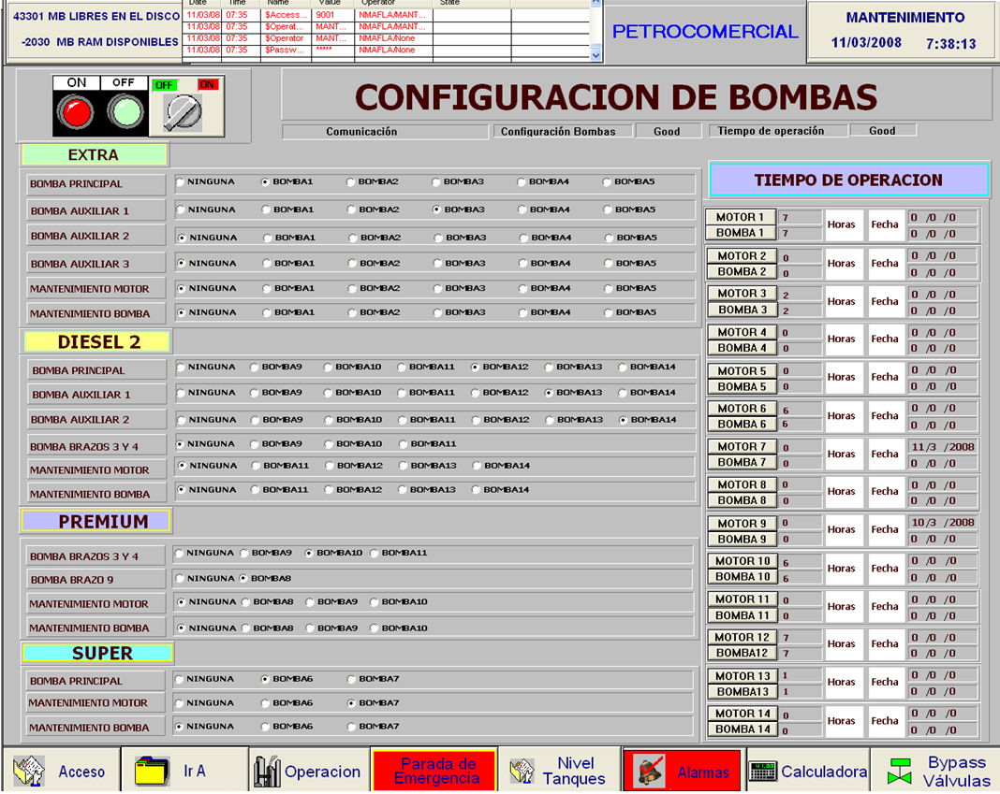 43301 MB LIBRES EN EL DISCO
-2030 MB RAM DISPONIBLES
Date Time Name Value Operator State
11/03/08 07:35 $Access... 9001 NMAFLA/MANT...
11/03/08 07:35 $Operat... MANT... NMAFLA/MANT...
11/03/08 07:35 $Operator MANT... NMAFLA/None
11/03/08 07:35 $Passw... ***** NMAFLA/None
PETROCOMERCIAL
MANTENIMIENTO
11/03/2008 7:38:13
ON OFF OFF ON
CONFIGURACION DE BOMBAS
Comunicación Configuración Bombas Good Tiempo de operación Good
EXTRA
BOMBA PRINCIPAL NINGUNA BOMBA1 BOMBA2 BOMBA3 BOMBA4 BOMBA5
BOMBA AUXILIAR 1 NINGUNA BOMBA1 BOMBA2 BOMBA3 BOMBA4 BOMBA5
BOMBA AUXILIAR 2 NINGUNA BOMBA1 BOMBA2 BOMBA3 BOMBA4 BOMBA5
BOMBA AUXILIAR 3 NINGUNA BOMBA1 BOMBA2 BOMBA3 BOMBA4 BOMBA5
MANTENIMIENTO MOTOR NINGUNA BOMBA1 BOMBA2 BOMBA3 BOMBA4 BOMBA5
MANTENIMIENTO BOMBA NINGUNA BOMBA1 BOMBA2 BOMBA3 BOMBA4 BOMBA5
DIESEL 2
BOMBA PRINCIPAL NINGUNA BOMBA9 BOMBA10 BOMBA11 BOMBA12 BOMBA13 BOMBA14
BOMBA AUXILIAR 1 NINGUNA BOMBA9 BOMBA10 BOMBA11 BOMBA12 BOMBA13 BOMBA14
BOMBA AUXILIAR 2 NINGUNA BOMBA9 BOMBA10 BOMBA11 BOMBA12 BOMBA13 BOMBA14
BOMBA BRAZOS 3 Y 4 NINGUNA BOMBA9 BOMBA10 BOMBA11
MANTENIMIENTO MOTOR NINGUNA BOMBA11 BOMBA12 BOMBA13 BOMBA14
MANTENIMIENTO BOMBA NINGUNA BOMBA11 BOMBA12 BOMBA13 BOMBA14
PREMIUM
BOMBA BRAZOS 3 Y 4 NINGUNA BOMBA9 BOMBA10 BOMBA11
BOMBA BRAZO 9 NINGUNA BOMBA8
MANTENIMIENTO MOTOR NINGUNA BOMBA8 BOMBA9 BOMBA10
MANTENIMIENTO BOMBA NINGUNA BOMBA8 BOMBA9 BOMBA10
SUPER
BOMBA PRINCIPAL NINGUNA BOMBA6 BOMBA7
MANTENIMIENTO MOTOR NINGUNA BOMBA6 BOMBA7
MANTENIMIENTO BOMBA NINGUNA BOMBA6 BOMBA7
TIEMPO DE OPERACION
MOTOR 1 7 Horas Fecha 0 /0 /0
BOMBA 1 7 0 /0 /0
MOTOR 2 0 Horas Fecha 0 /0 /0
BOMBA 2 0 0 /0 /0
MOTOR 3 2 Horas Fecha 0 /0 /0
BOMBA 3 2 0 /0 /0
MOTOR 4 0 Horas Fecha 0 /0 /0
BOMBA 4 0 0 /0 /0
MOTOR 5 0 Horas Fecha 0 /0 /0
BOMBA 5 0 0 /0 /0
MOTOR 6 6 Horas Fecha 0 /0 /0
BOMBA 6 6 0 /0 /0
MOTOR 7 0 Horas Fecha 11/3 /2008
BOMBA 7 0 0 /0 /0
MOTOR 8 0 Horas Fecha 0 /0 /0
BOMBA 8 0 0 /0 /0
MOTOR 9 0 Horas Fecha 10/3 /2008
BOMBA 9 0 0 /0 /0
MOTOR 10 6 Horas Fecha 0 /0 /0
BOMBA 10 6 0 /0 /0
MOTOR 11 0 Horas Fecha 0 /0 /0
BOMBA 11 0 0 /0 /0
MOTOR 12 7 Horas Fecha 0 /0 /0
BOMBA12 7 0 /0 /0
MOTOR 13 1 Horas Fecha 0 /0 /0
BOMBA13 1 0 /0 /0
MOTOR 14 0 Horas Fecha 0 /0 /0
BOMBA 14 0 0 /0 /0
Acceso
Ir A
Operacion
Parada de
Emergencia
Nivel
Tanques
Alarmas
Calculadora
Bypass
Válvulas